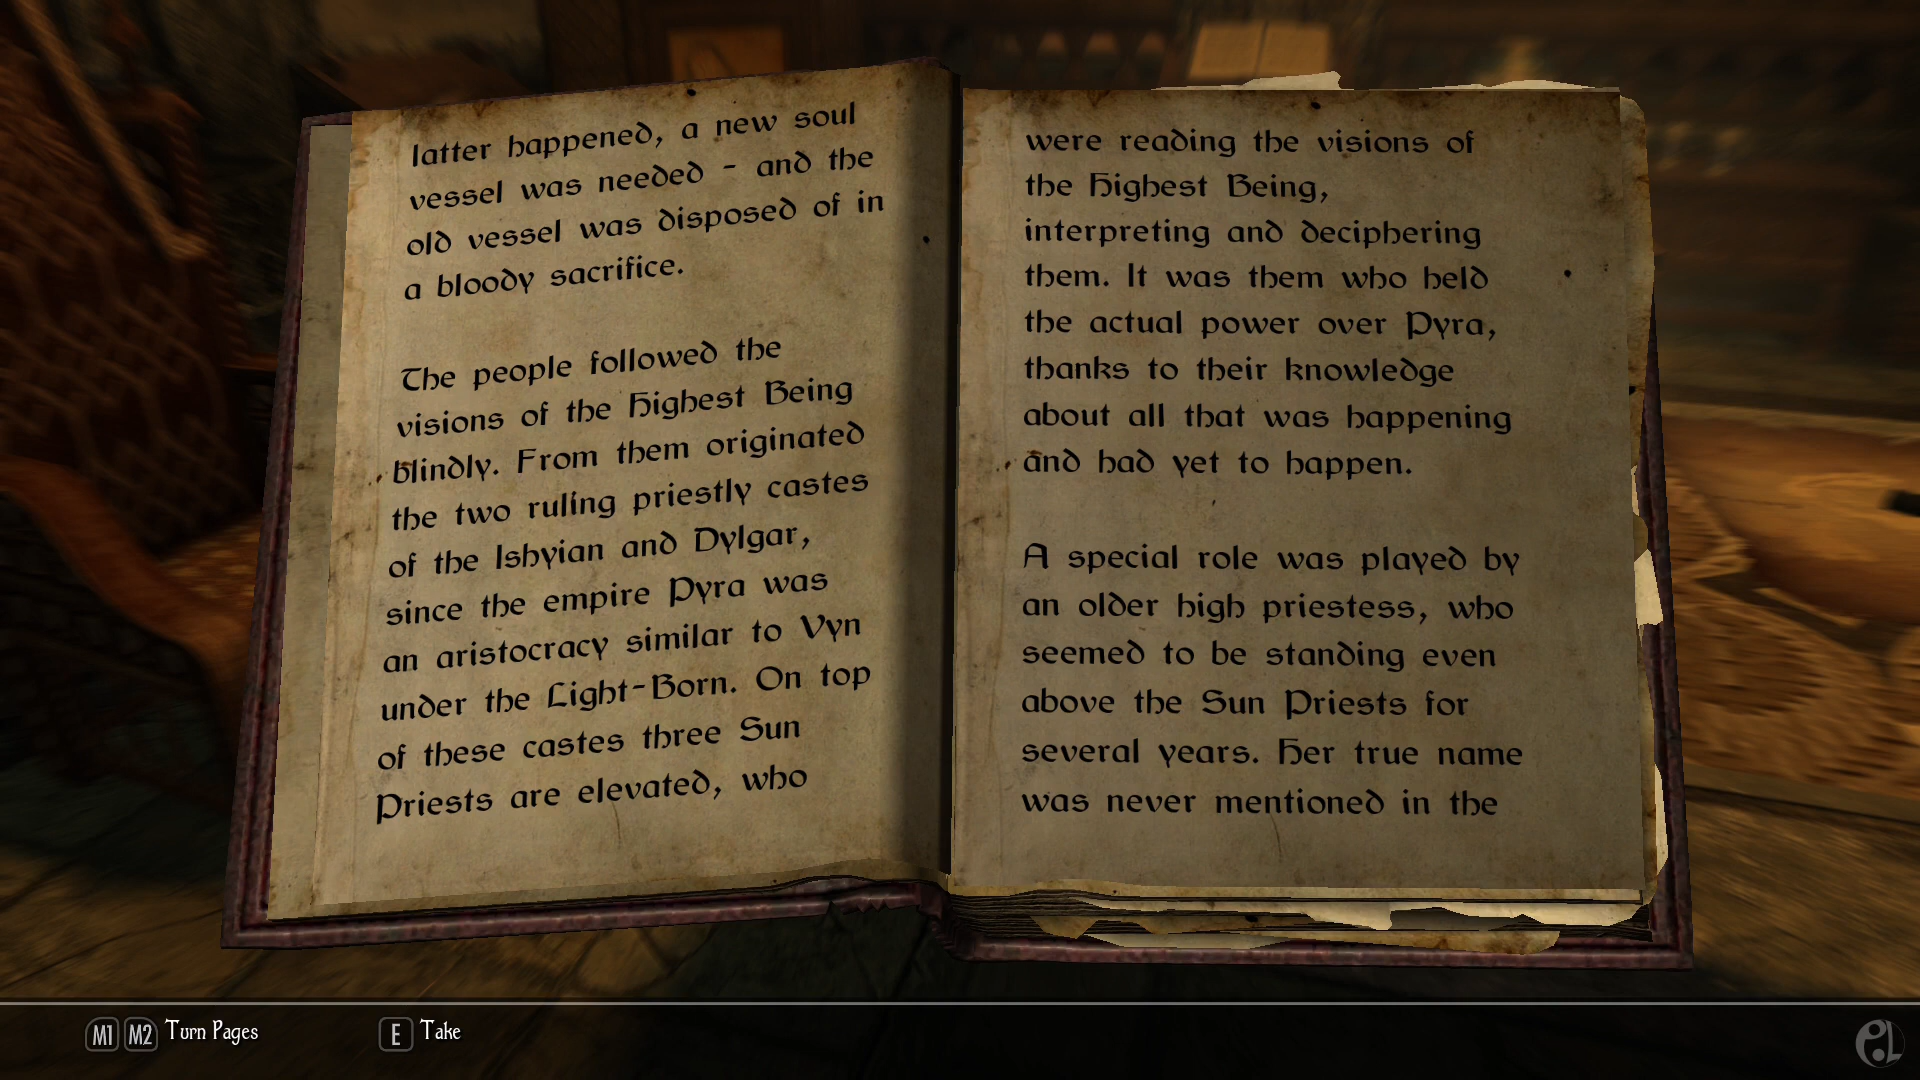 latter happened, a new soul
vessel was needed - and the
old vessel was disposed of in
a bloody sacrifice.
The people followed the
visions of the Highest Being
blindly. From them originated
the two ruling priestly castes
of the Ishyian and Dylgar,
since the empire Pyra was
an aristocracy similar to Vyn
under the Light-Born. On top
of these castes three Sun
Priests are elevated, who
were reading the visions of
the Highest Being,
interpreting and deciphering
them. It was them who held
the actual power over Pyra,
thanks to their knowledge
about all that was happening
and had yet to happen.
A special role was played by
an older high priestess, who
seemed to be standing even
above the Sun Priests for
several years. Her true name
was never mentioned in the
M1 M2 Turn Pages
E Take